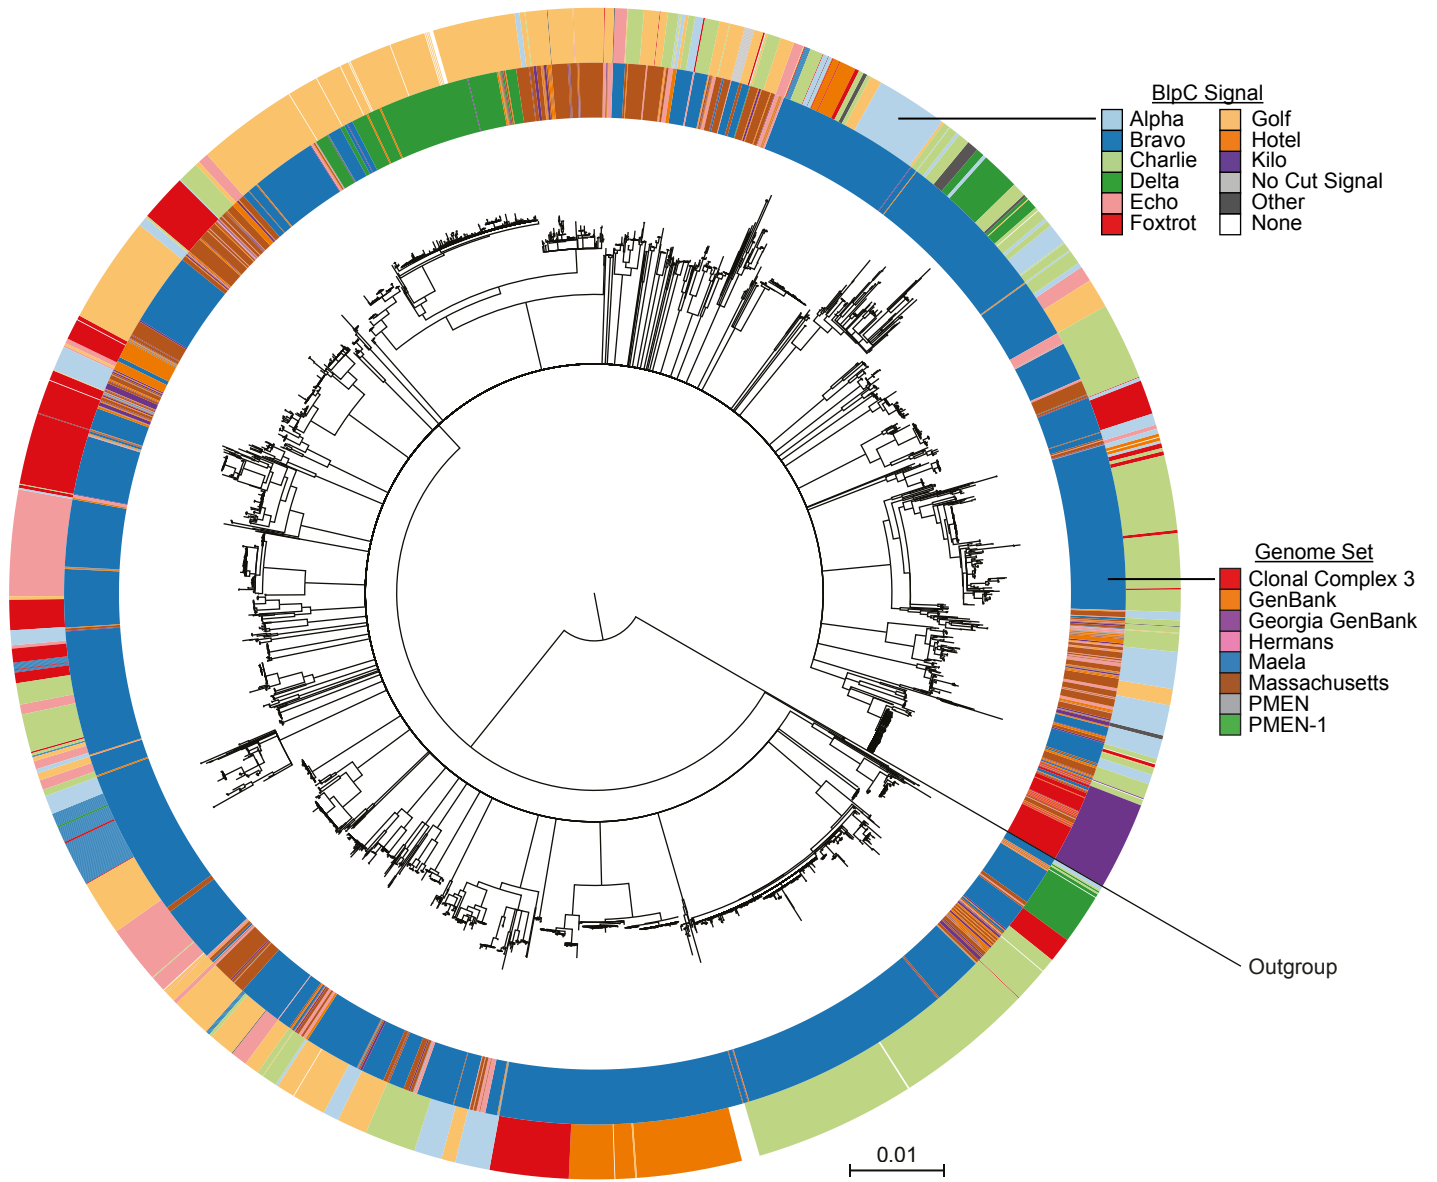 BlpC Signal
Alpha Golf
Bravo Hotel
Charlie Kilo
Delta No Cut Signal
Echo Other
Foxtrot None
Genome Set
Clonal Complex 3
GenBank
Georgia GenBank
Hermans
Maela
Massachusetts
PMEN
PMEN-1
Outgroup
0.01